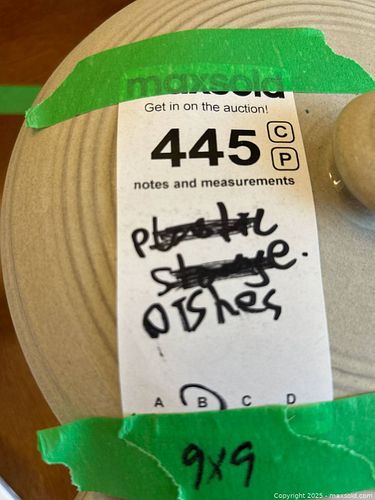 maxsold
Get in on the auction!
445 C
P
notes and measurements
plastic
storage.
DISHes
A B C D
9x9
Copyright 2025 - maxsold.com